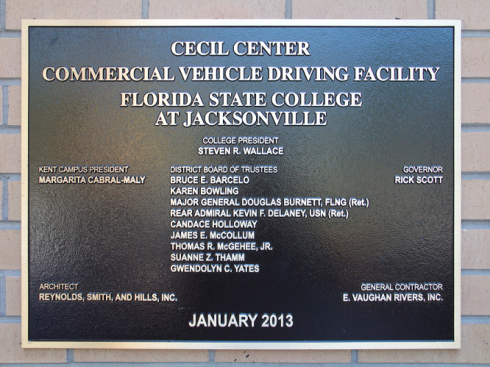 CECIL CENTER
COMMERCIAL VEHICLE DRIVING FACILITY
FLORIDA STATE COLLEGE
AT JACKSONVILLE
COLLEGE PRESIDENT
STEVEN R. WALLACE
KENT CAMPUS PRESIDENT
MARGARITA CABRAL-MALY
DISTRICT BOARD OF TRUSTEES
BRUCE E. BARCELO
KAREN BOWLING
MAJOR GENERAL DOUGLAS BURNETT, FLNG (Ret.)
REAR ADMIRAL KEVIN F. DELANEY, USN (Ret.)
CANDACE HOLLOWAY
JAMES E. McCOLLUM
THOMAS R. McGEHEE, JR.
SUANNE Z. THAMM
GWENDOLYN C. YATES
GOVERNOR
RICK SCOTT
ARCHITECT
REYNOLDS, SMITH, AND HILLS, INC.
GENERAL CONTRACTOR
E. VAUGHAN RIVERS, INC.
JANUARY 2013